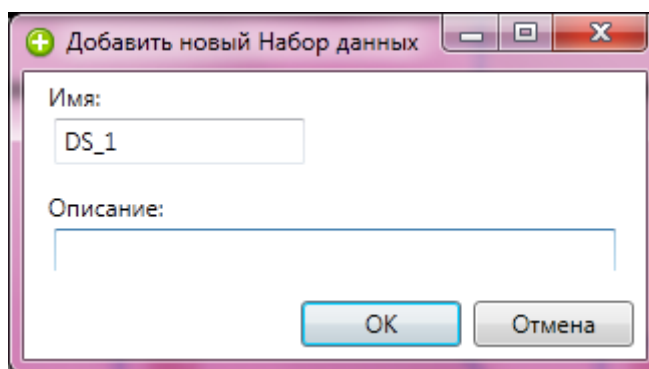 Добавить новый Набор данных
Имя:
DS_1
Описание:
OK
Отмена